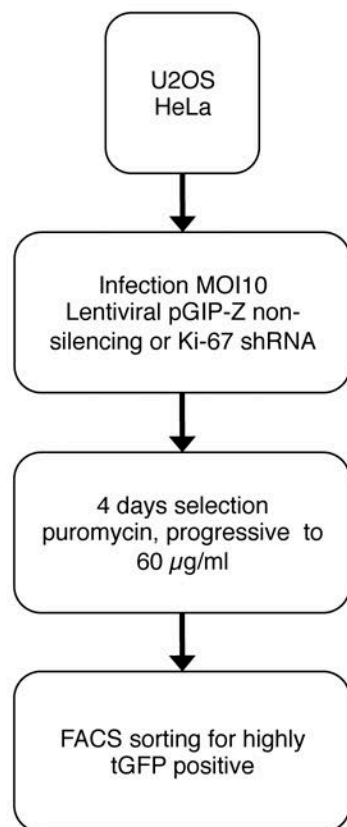 U2OS
HeLa
Infection MOI10
Lentiviral pGIP-Z non-
silencing or Ki-67 shRNA
4 days selection
puromycin, progressive to
60 µg/ml
FACS sorting for highly
tGFP positive